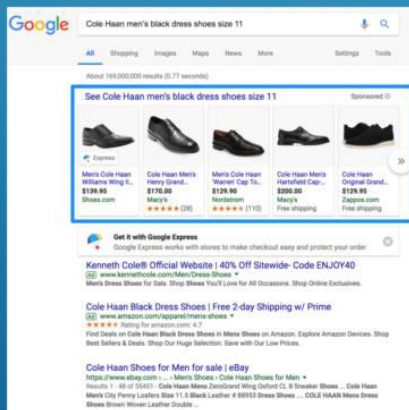 Google
Cole Haan men's black dress shoes size 11
All Shopping Images Maps News More Settings Tools
About 169,000,000 results (0.77 seconds)
See Cole Haan men's black dress shoes size 11
Sponsored
Express
Men's Cole Haan Williams Wing II...
$139.95
Shoes.com
Cole Haan Men's Henry Grand...
$170.00
Macy's
(28)
Men's Cole Haan 'Warren' Cap To...
$129.90
Nordstrom
(110)
Cole Haan Men's Hartsfield Cap-...
$200.00
Macy's
Free shipping
Cole Haan Original Grand...
$129.95
Zappos.com
Free shipping
Get it with Google Express
Google Express works with stores to make checkout easy and protect your order
Kenneth Cole® Official Website | 40% Off Sitewide- Code ENJOY40
Ad www.kennethcole.com/Men/Dress-Shoes
Men's Dress Shoes for Sale. Shop Shoes You'll Love for All Occasions. Shop Online Exclusives.
Cole Haan Black Dress Shoes | Free 2-day Shipping w/ Prime
Ad www.amazon.com/apparel/mens-shoes
Rating for amazon.com: 4.7
Find Deals on Cole Haan Black Dress Shoes in Mens Shoes on Amazon. Explore Amazon Devices. Shop
Best Sellers & Deals. Shop Our Huge Selection. Save with Our Low Prices.
Cole Haan Shoes for Men for sale | eBay
https://www.ebay.com › ... › Men's Shoes › Cole Haan Shoes for Men
Results 1 - 48 of 55451 - Cole Haan Mens ZeroGrand Wing Oxford CL II Sneaker Shoes ... Cole Haan
Men's City Penny Loafers Size 11.5 Black Leather # 88953 Dress Shoes .... COLE HAAN Mens Dress
Shoes Brown Woven Leather Double ...